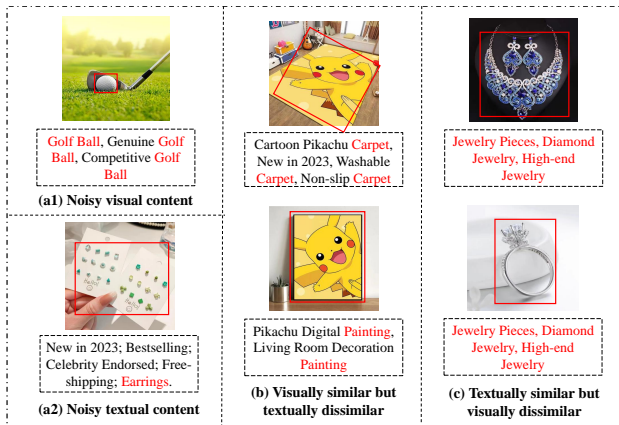 Golf Ball, Genuine Golf
Ball, Competitive Golf
Ball
(a1) Noisy visual content
New in 2023; Bestselling;
Celebrity Endorsed; Free-
shipping; Earrings.
(a2) Noisy textual content
Cartoon Pikachu Carpet,
New in 2023, Washable
Carpet, Non-slip Carpet
Pikachu Digital Painting,
Living Room Decoration
Painting
(b) Visually similar but
textually dissimilar
Jewelry Pieces, Diamond
Jewelry, High-end
Jewelry
Jewelry Pieces, Diamond
Jewelry, High-end
Jewelry
(c) Textually similar but
visually dissimilar